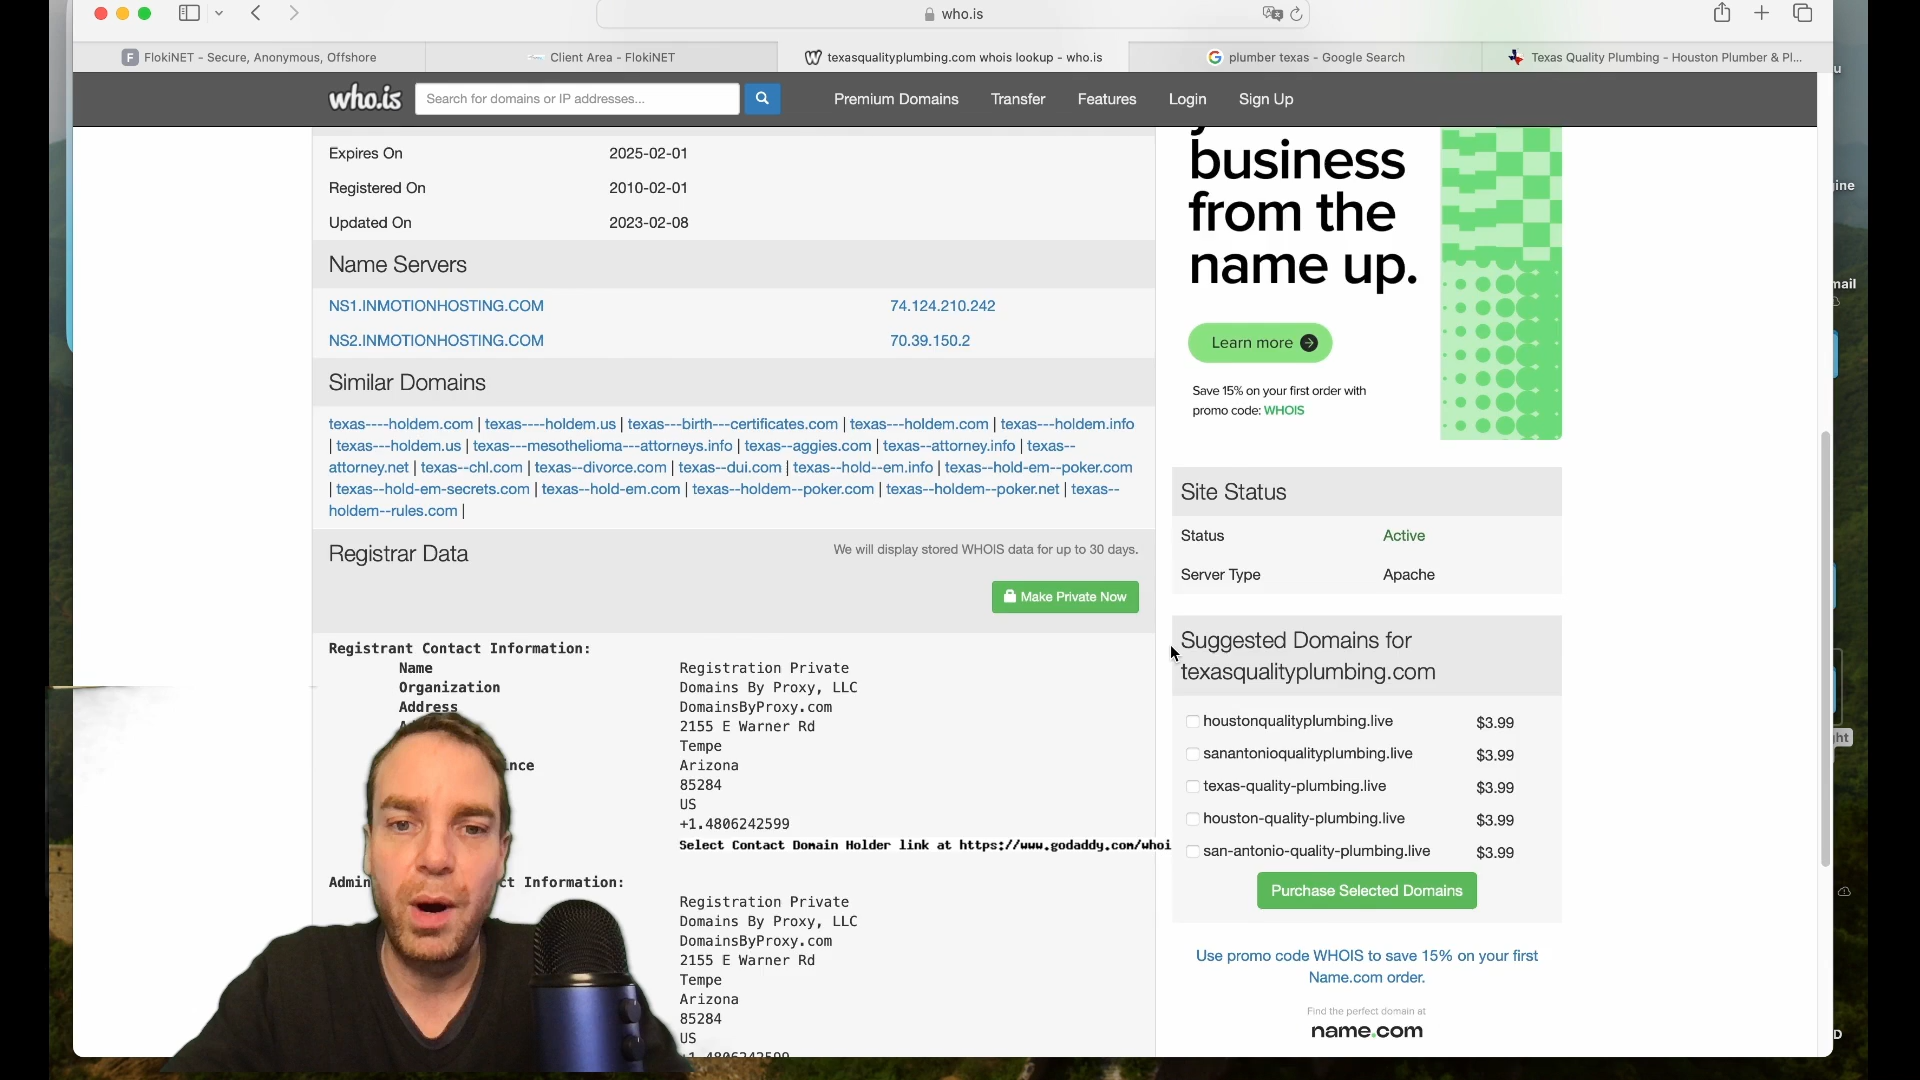 who.is
FlokiNET - Secure, Anonymous, Offshore
Client Area - FlokiNET
texasqualityplumbing.com whois lookup - who.is
plumber texas - Google Search
Texas Quality Plumbing - Houston Plumber & Pl...
who.is
Search for domains or IP addresses...
Premium Domains
Transfer
Features
Login
Sign Up
Expires On 2025-02-01
Registered On 2010-02-01
Updated On 2023-02-08
Name Servers
NS1.INMOTIONHOSTING.COM 74.124.210.242
NS2.INMOTIONHOSTING.COM 70.39.150.2
Similar Domains
texas----holdem.com | texas----holdem.us | texas---birth---certificates.com | texas---holdem.com | texas---holdem.info
| texas---holdem.us | texas---mesothelioma---attorneys.info | texas--aggies.com | texas--attorney.info | texas--
attorney.net | texas--chl.com | texas--divorce.com | texas--dui.com | texas--hold--em.info | texas--hold-em--poker.com
| texas--hold-em-secrets.com | texas--hold-em.com | texas--holdem--poker.com | texas--holdem--poker.net | texas--
holdem--rules.com |
Registrar Data
We will display stored WHOIS data for up to 30 days.
Make Private Now
Registrant Contact Information:
Name Registration Private
Organization Domains By Proxy, LLC
Address DomainsByProxy.com
2155 E Warner Rd
Tempe
ince Arizona
85284
US
+1.4806242599
Select Contact Domain Holder link at https://www.godaddy.com/whoi
Admin ct Information:
Registration Private
Domains By Proxy, LLC
DomainsByProxy.com
2155 E Warner Rd
Tempe
Arizona
85284
US
+1.4806242599
business
from the
name up.
Learn more
Save 15% on your first order with
promo code: WHOIS
Site Status
Status Active
Server Type Apache
Suggested Domains for
texasqualityplumbing.com
houstonqualityplumbing.live $3.99
sanantonioqualityplumbing.live $3.99
texas-quality-plumbing.live $3.99
houston-quality-plumbing.live $3.99
san-antonio-quality-plumbing.live $3.99
Purchase Selected Domains
Use promo code WHOIS to save 15% on your first
Name.com order.
Find the perfect domain at
name.com
u
ine
mail
ht
D